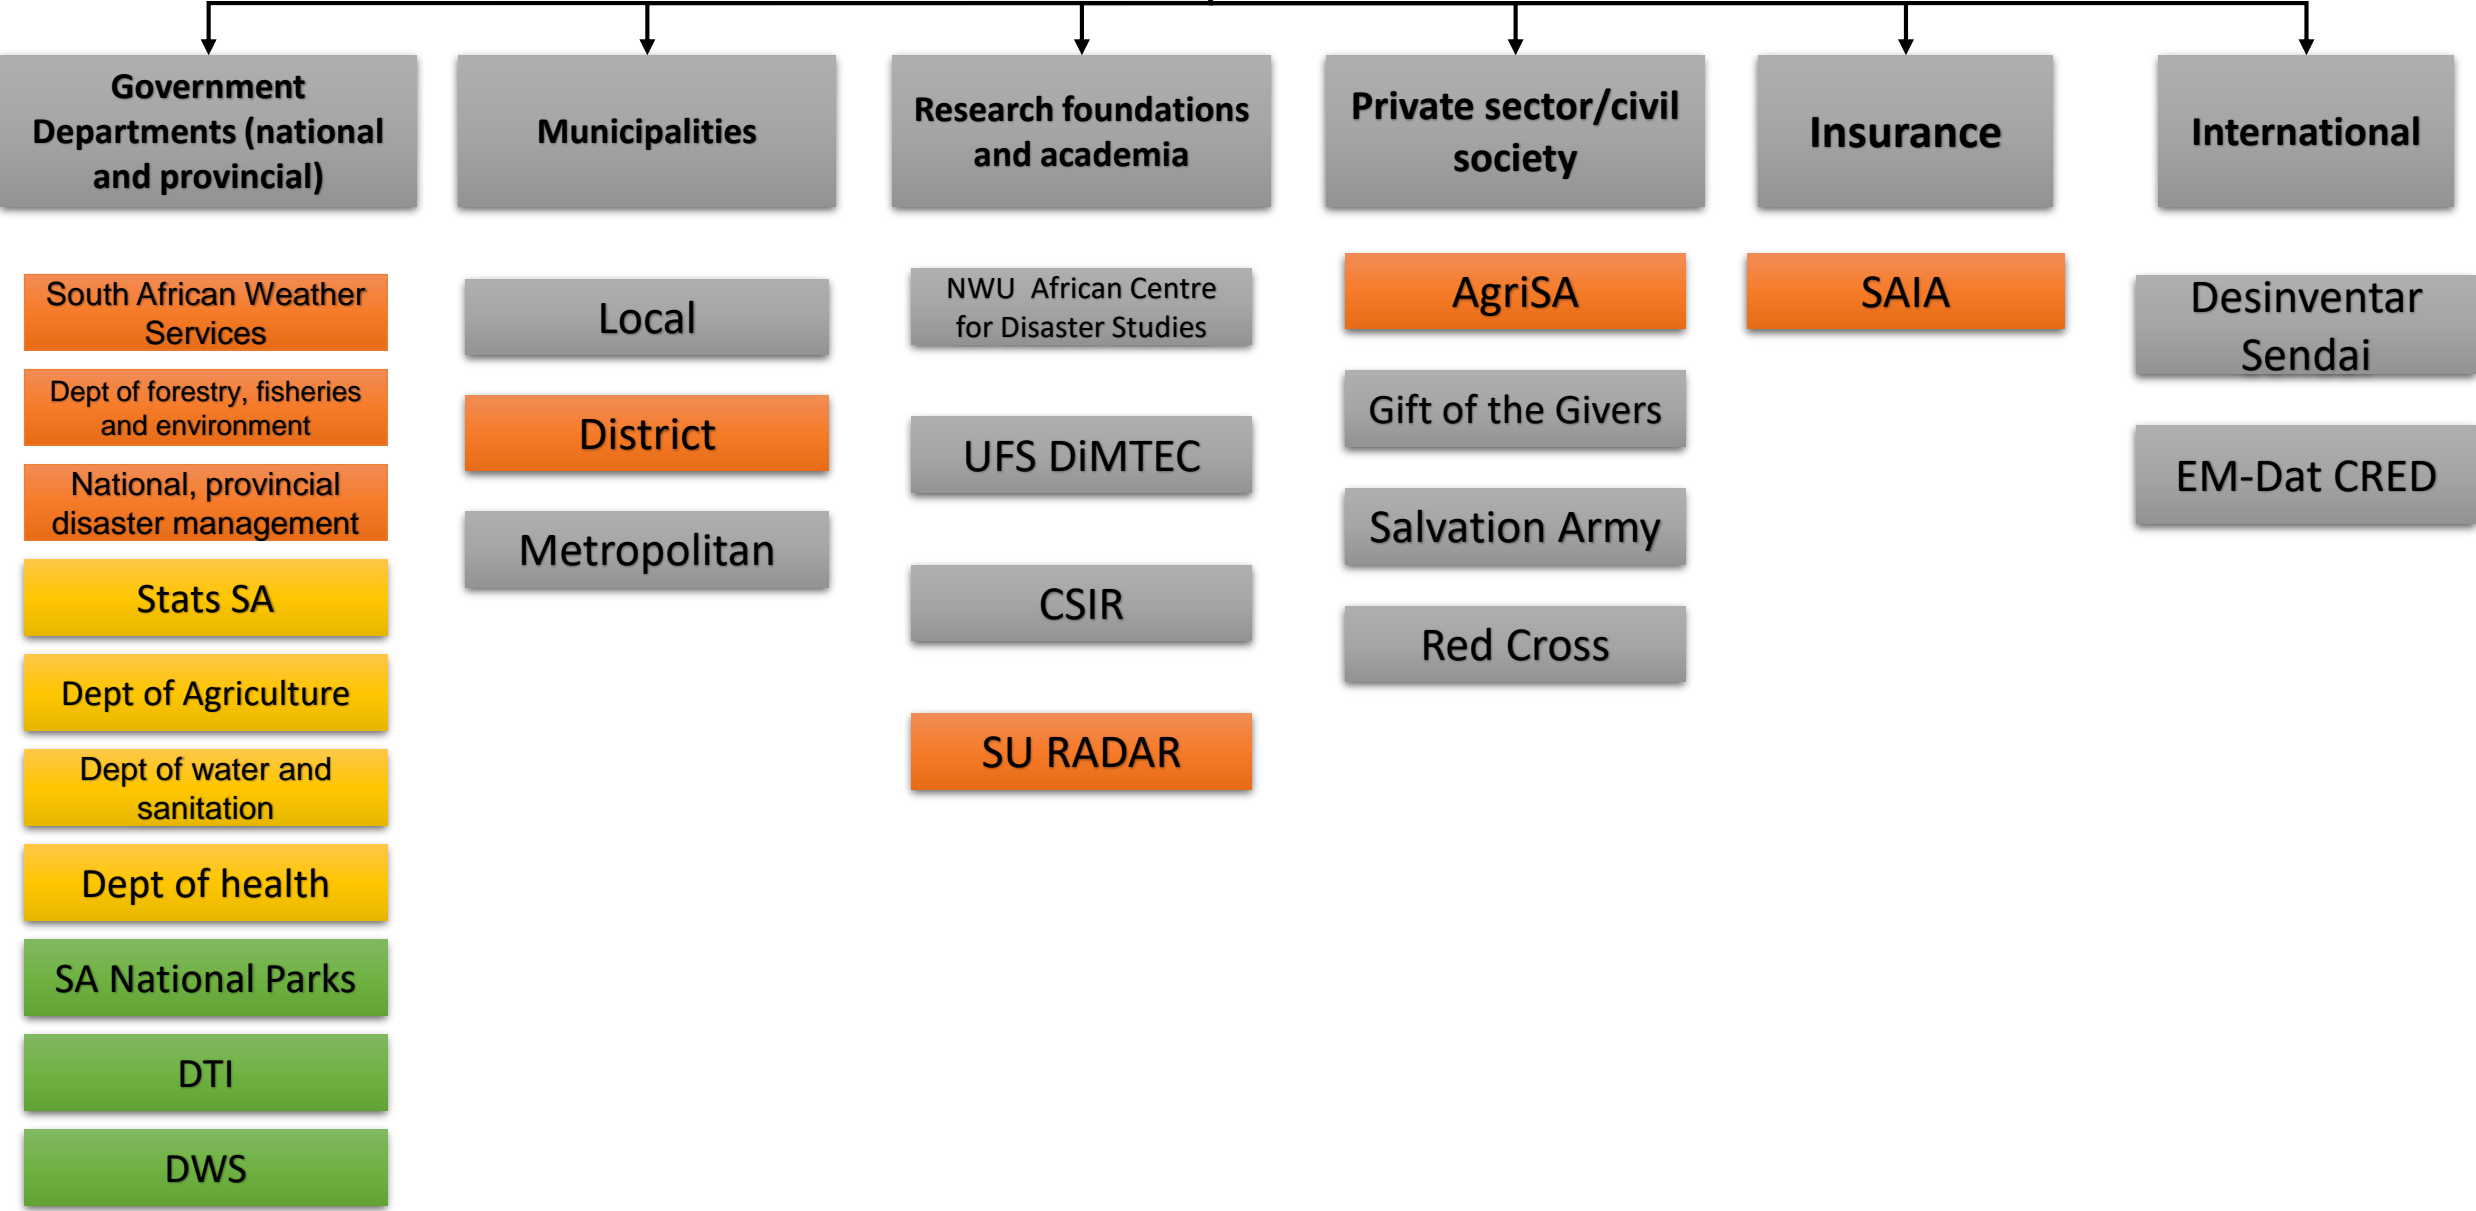 Government
Departments (national
and provincial)
Municipalities
Research foundations
and academia
Private sector/civil
society
Insurance
International
South African Weather
Services
Dept of forestry, fisheries
and environment
National, provincial
disaster management
Stats SA
Dept of Agriculture
Dept of water and
sanitation
Dept of health
SA National Parks
DTI
DWS
Local
District
Metropolitan
NWU African Centre
for Disaster Studies
UFS DiMTEC
CSIR
SU RADAR
AgriSA
Gift of the Givers
Salvation Army
Red Cross
SAIA
Desinventar
Sendai
EM-Dat CRED